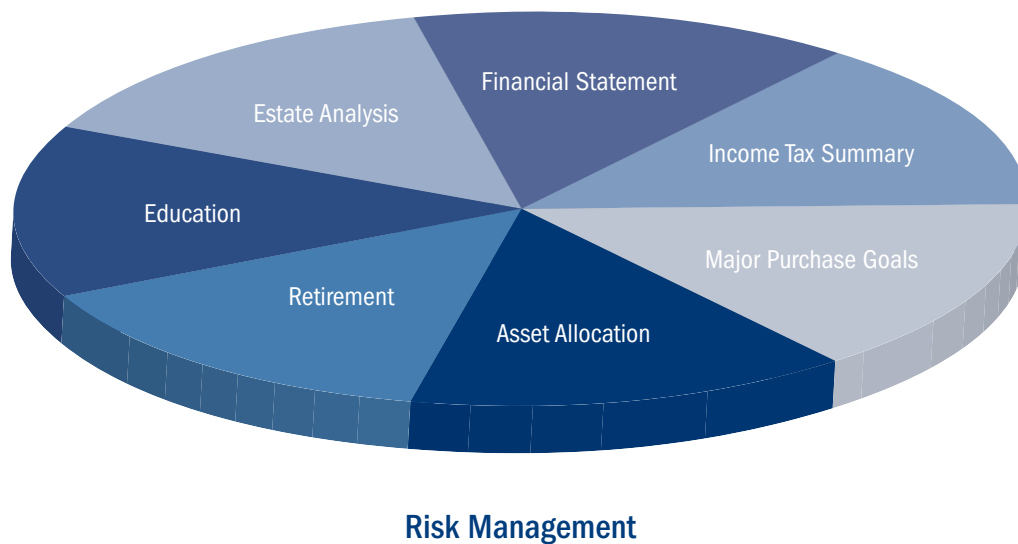 Financial Statement
Estate Analysis
Income Tax Summary
Education
Major Purchase Goals
Retirement
Asset Allocation
Risk Management